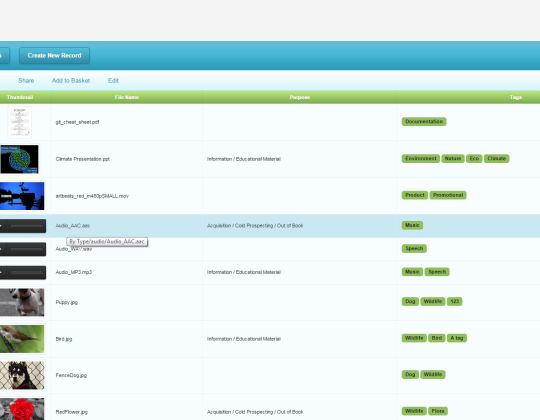 Create New Record
Share Add to Basket Edit
Thumbnail File Name Purpose Tags
git_cheat_sheet.pdf Documentation
Climate Presentation.ppt Information / Educational Material Environment Nature Eco Climate
artbeats_red_m450pSMALL.mov Product Promotional
Audio_AAC.aac Acquisition / Cold Prospecting / Out of Book Music
By Type/audio/Audio_AAC.aac
Audio_WAV.wav Speech
Audio_MP3.mp3 Information / Educational Material Music Speech
Puppy.jpg Dog Wildlife 123
Bird.jpg Information / Educational Material Wildlife Bird A tag
FenceDog.jpg Dog Wildlife
RedFlower.jpg Acquisition / Cold Prospecting / Out of Book Wildlife Flora